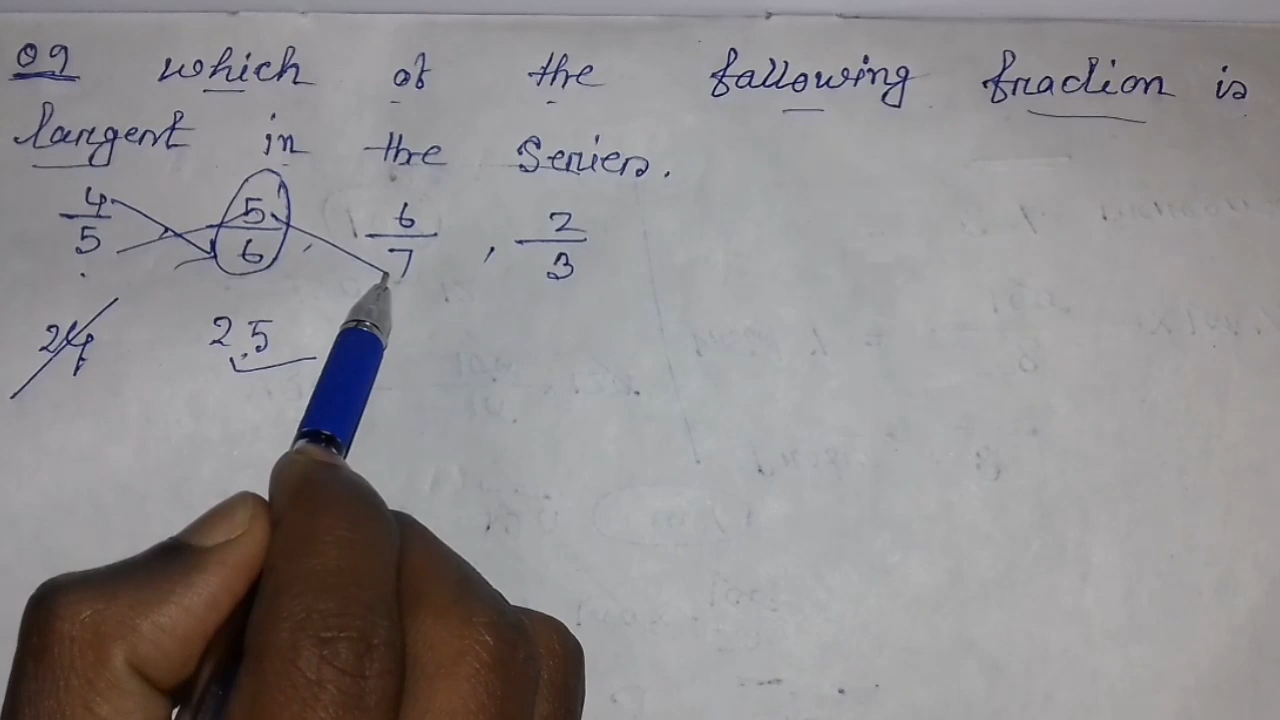 09 which of the fallowing fraction is
largest in the Series.
4/5 5/6 , 6/7 , 2/3
24 25